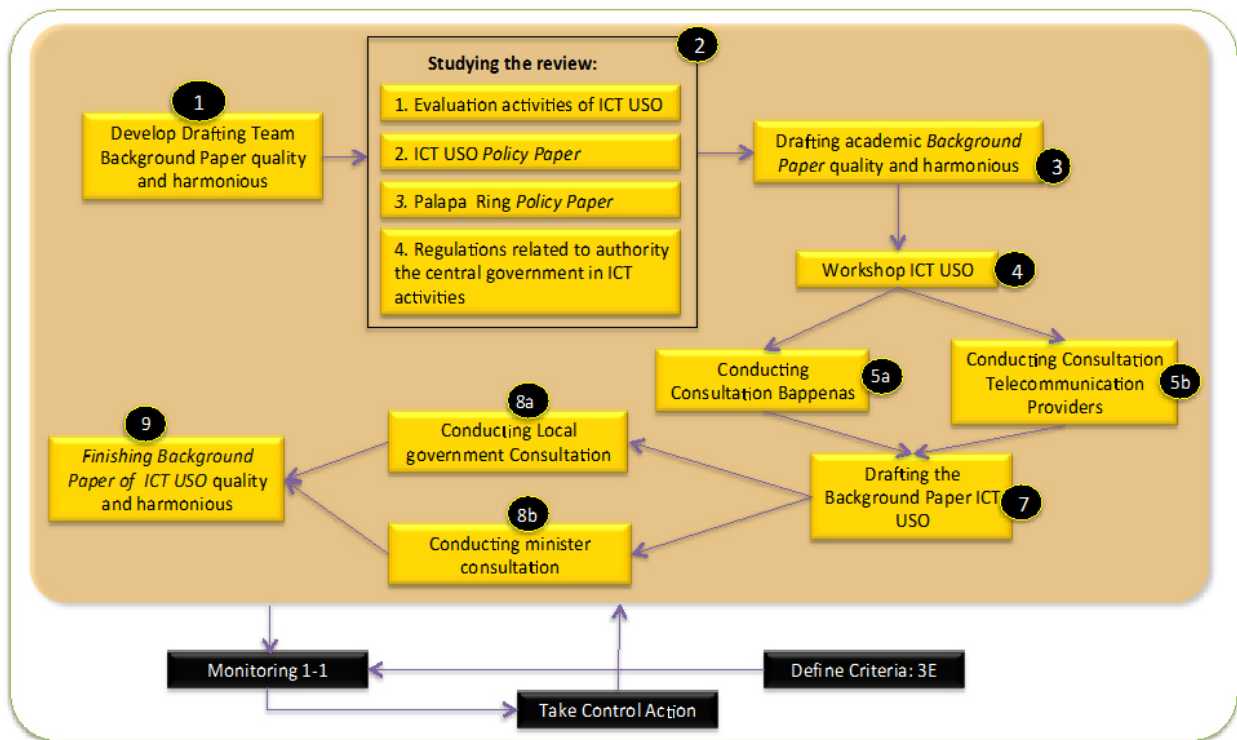 1
Develop Drafting Team
Background Paper quality
and harmonious
2
Studying the review:
1. Evaluation activities of ICT USO
2. ICT USO Policy Paper
3. Palapa Ring Policy Paper
4. Regulations related to authority
the central government in ICT
activities
Drafting academic Background
Paper quality and harmonious
3
Workshop ICT USO
4
Conducting
Consultation Bappenas
5a
Conducting Consultation
Telecommunication
Providers
5b
Drafting the
Background Paper ICT
USO
7
8a
Conducting Local
government Consultation
8b
Conducting minister
consultation
9
Finishing Background
Paper of ICT USO quality
and harmonious
Monitoring 1-1
Define Criteria: 3E
Take Control Action